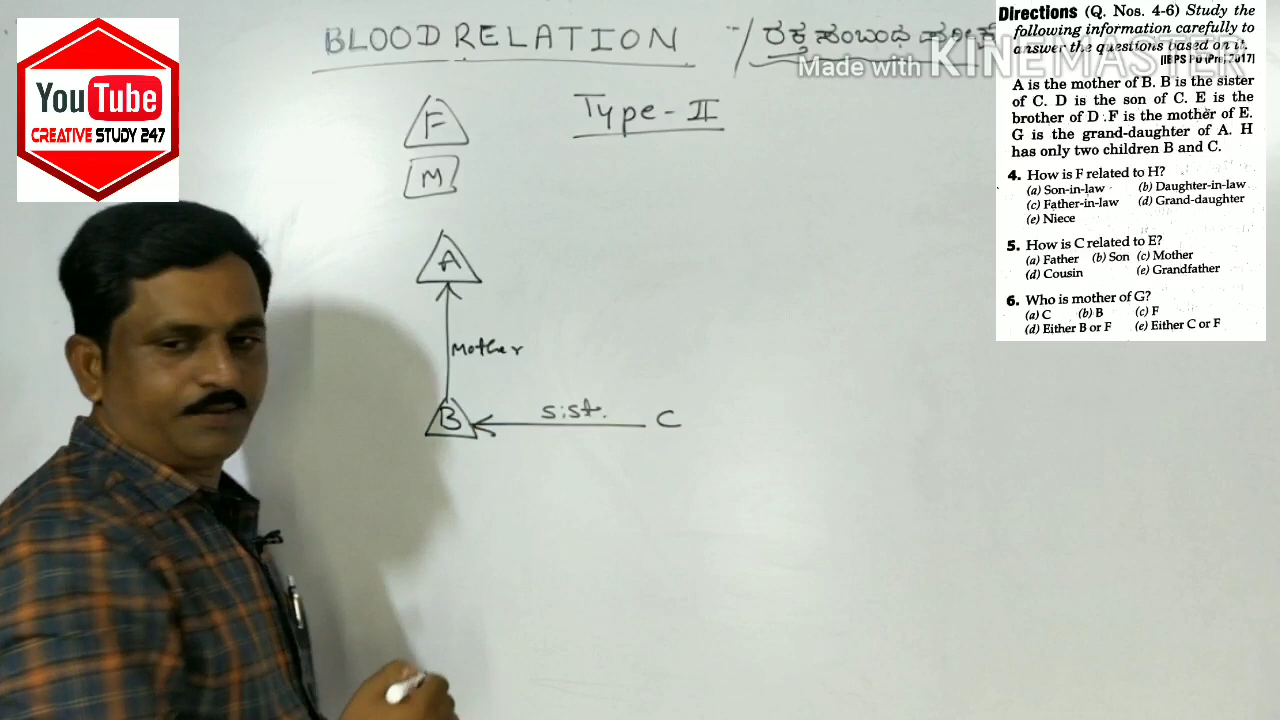 BLOOD RELATION :- / ರಕ್ತ ಸಂಬಂಧ
Made with KINEMASTER
YouTube
CREATIVE STUDY 247
F
M
Type - II
A
Mother
B
sist.
C
Directions (Q. Nos. 4-6) Study the
following information carefully to
answer the questions based on it.
[IBPS PO (Pre) 2017]
A is the mother of B. B is the sister
of C. D is the son of C. E is the
brother of D .F is the mother of E.
G is the grand-daughter of A. H
has only two children B and C.
4. How is F related to H?
(a) Son-in-law (b) Daughter-in-law
(c) Father-in-law (d) Grand-daughter
(e) Niece
5. How is C related to E?
(a) Father (b) Son (c) Mother
(d) Cousin (e) Grandfather
6. Who is mother of G?
(a) C (b) B (c) F
(d) Either B or F (e) Either C or F